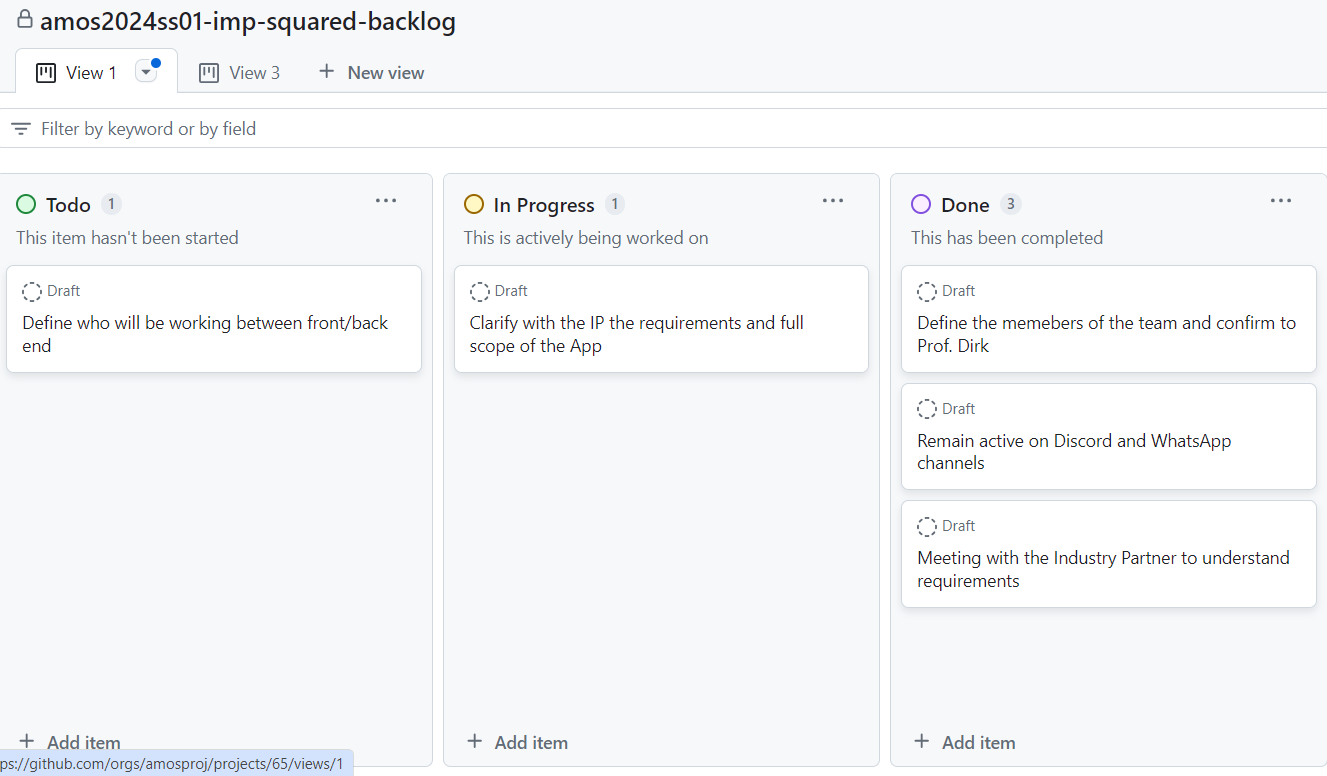 amos2024ss01-imp-squared-backlog
View 1
View 3
New view
Filter by keyword or by field
Todo 1
This item hasn't been started
Draft
Define who will be working between front/back
end
Add item
In Progress 1
This is actively being worked on
Draft
Clarify with the IP the requirements and full
scope of the App
Add item
Done 3
This has been completed
Draft
Define the memebers of the team and confirm to
Prof. Dirk
Draft
Remain active on Discord and WhatsApp
channels
Draft
Meeting with the Industry Partner to understand
requirements
Add item
ps://github.com/orgs/amosproj/projects/65/views/1